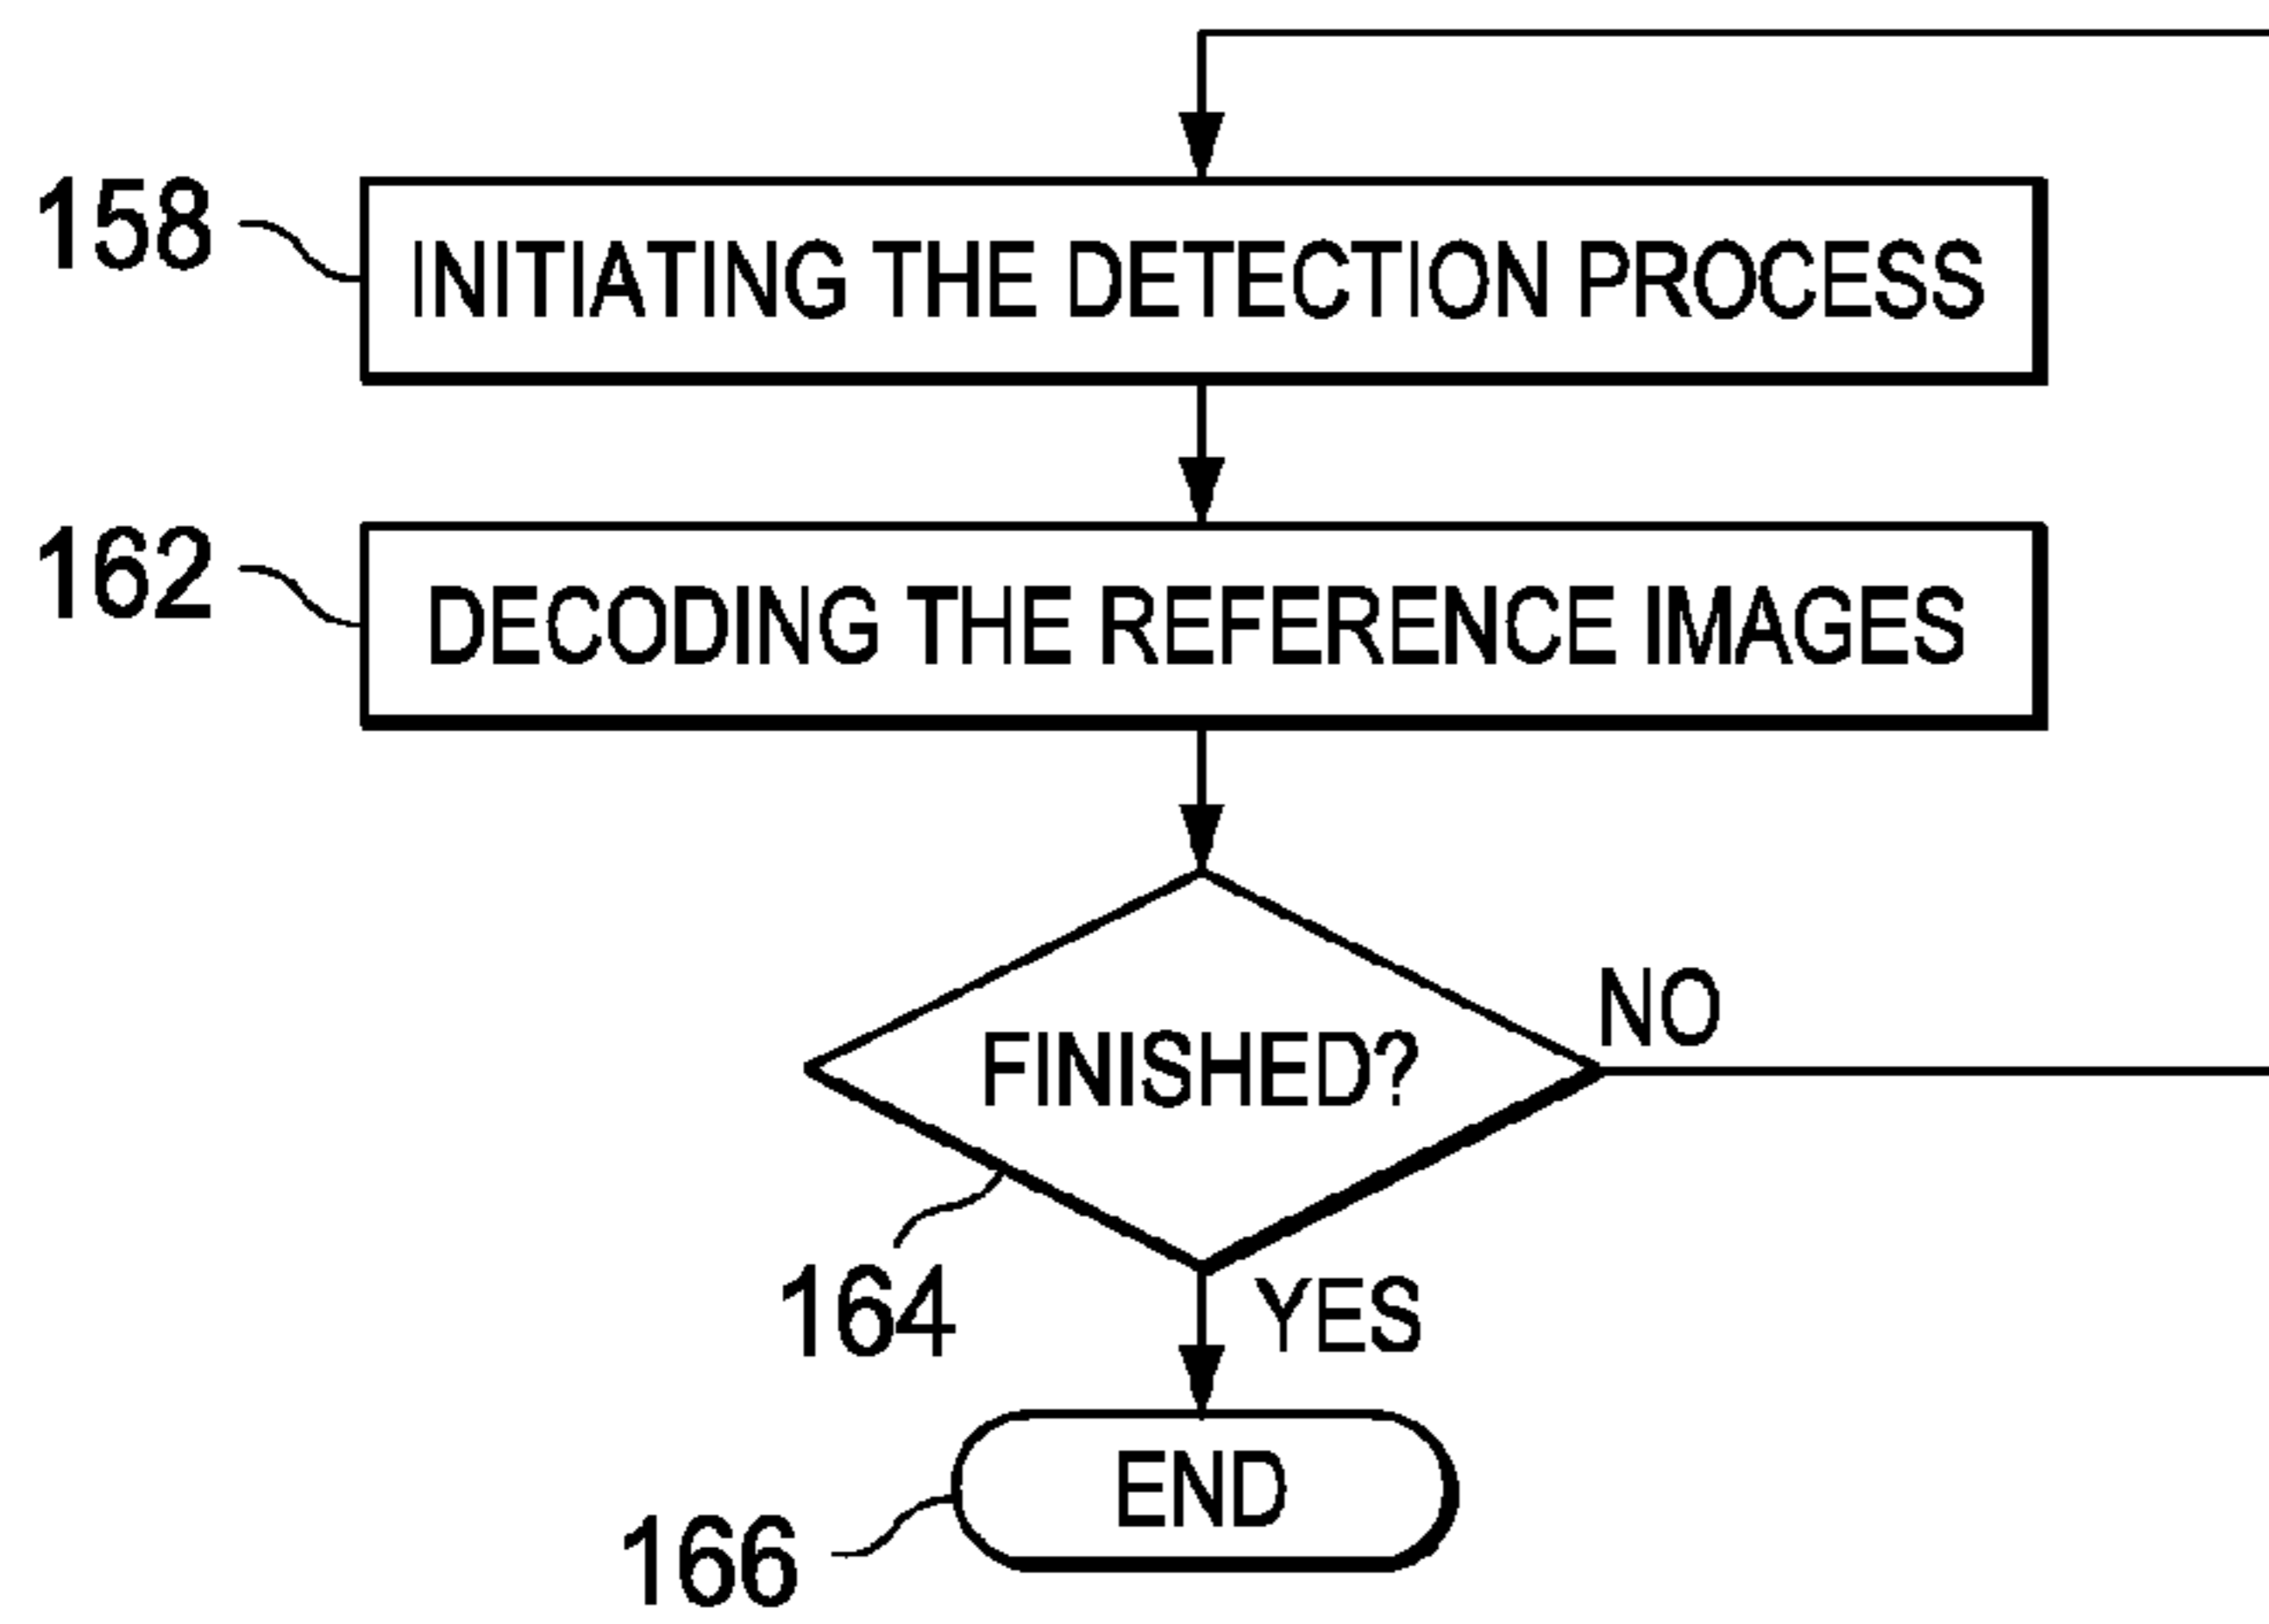 158
INITIATING THE DETECTION PROCESS
162
DECODING THE REFERENCE IMAGES
NO
FINISHED?
164
YES
END
166